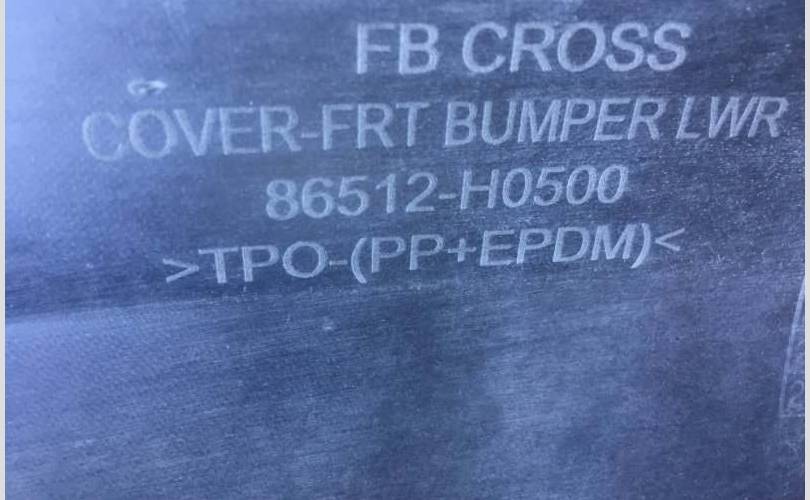 FB CROSS
COVER-FRT BUMPER LWR
86512-H0500
>TPO-(PP+EPDM)<